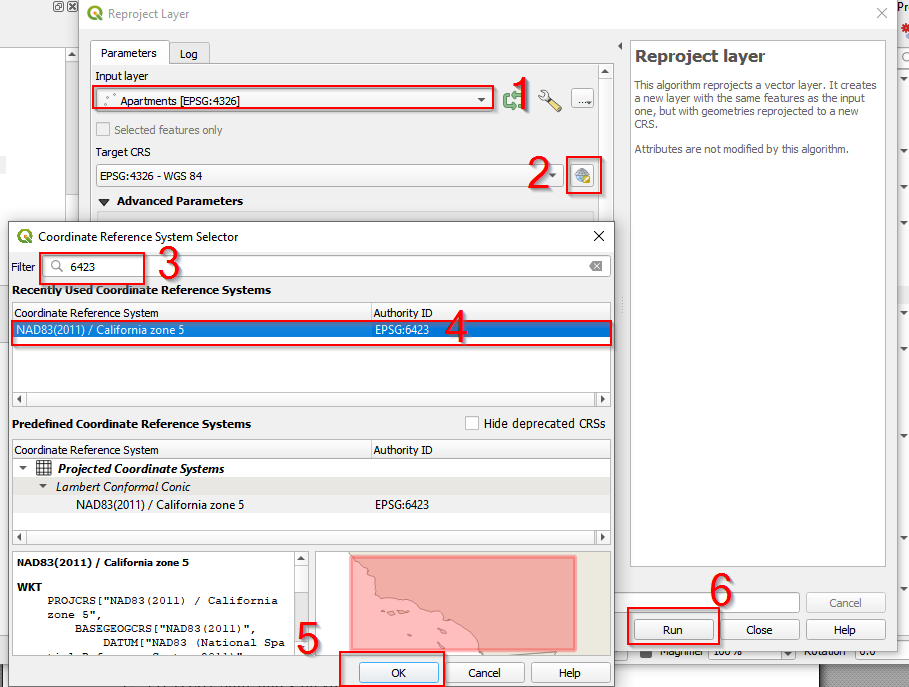 Reproject Layer
Pro
Parameters
Log
Input layer
Apartments [EPSG:4326]
1
...
Selected features only
Target CRS
EPSG:4326 - WGS 84
2
Advanced Parameters
Reproject layer
This algorithm reprojects a vector layer. It creates
a new layer with the same features as the input
one, but with geometries reprojected to a new
CRS.
Attributes are not modified by this algorithm.
Coordinate Reference System Selector
Filter
6423
3
Recently Used Coordinate Reference Systems
Coordinate Reference System
Authority ID
NAD83(2011) / California zone 5
EPSG:6423
4
Predefined Coordinate Reference Systems
Hide deprecated CRSs
Coordinate Reference System
Authority ID
Projected Coordinate Systems
Lambert Conformal Conic
NAD83(2011) / California zone 5
EPSG:6423
NAD83(2011) / California zone 5
WKT
PROJCRS["NAD83(2011) / California
zone 5",
BASEGEOGCRS["NAD83(2011)",
DATUM["NAD83 (National Spa
5
OK
Cancel
Help
6
Cancel
Run
Close
Help
Magnifier
100%
Rotation
0.0